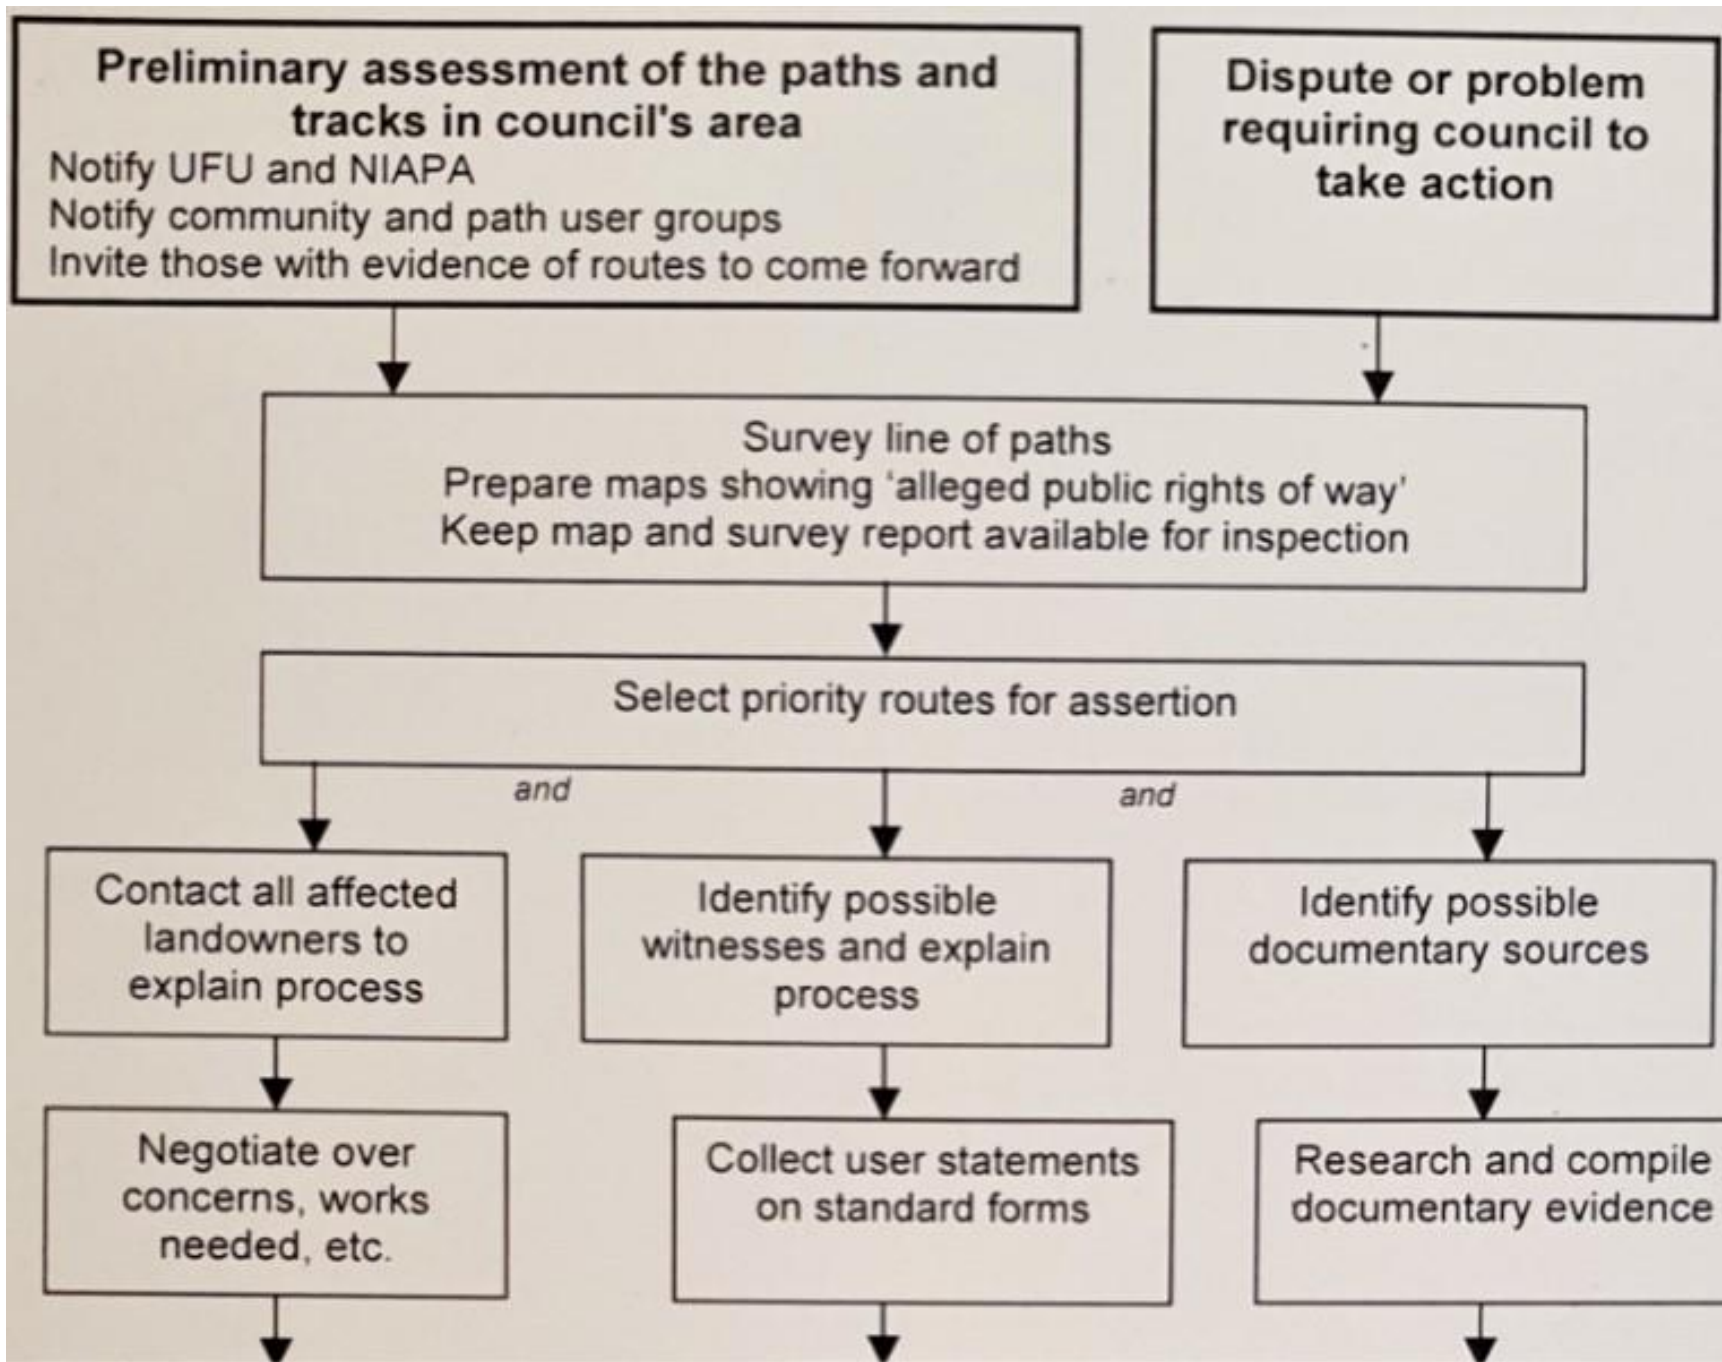 Preliminary assessment of the paths and
tracks in council's area
Notify UFU and NIAPA
Notify community and path user groups
Invite those with evidence of routes to come forward
Dispute or problem
requiring council to
take action
Survey line of paths
Prepare maps showing ‘alleged public rights of way’
Keep map and survey report available for inspection
Select priority routes for assertion
and
and
Contact all affected
landowners to
explain process
Identify possible
witnesses and explain
process
Identify possible
documentary sources
Negotiate over
concerns, works
needed, etc.
Collect user statements
on standard forms
Research and compile
documentary evidence